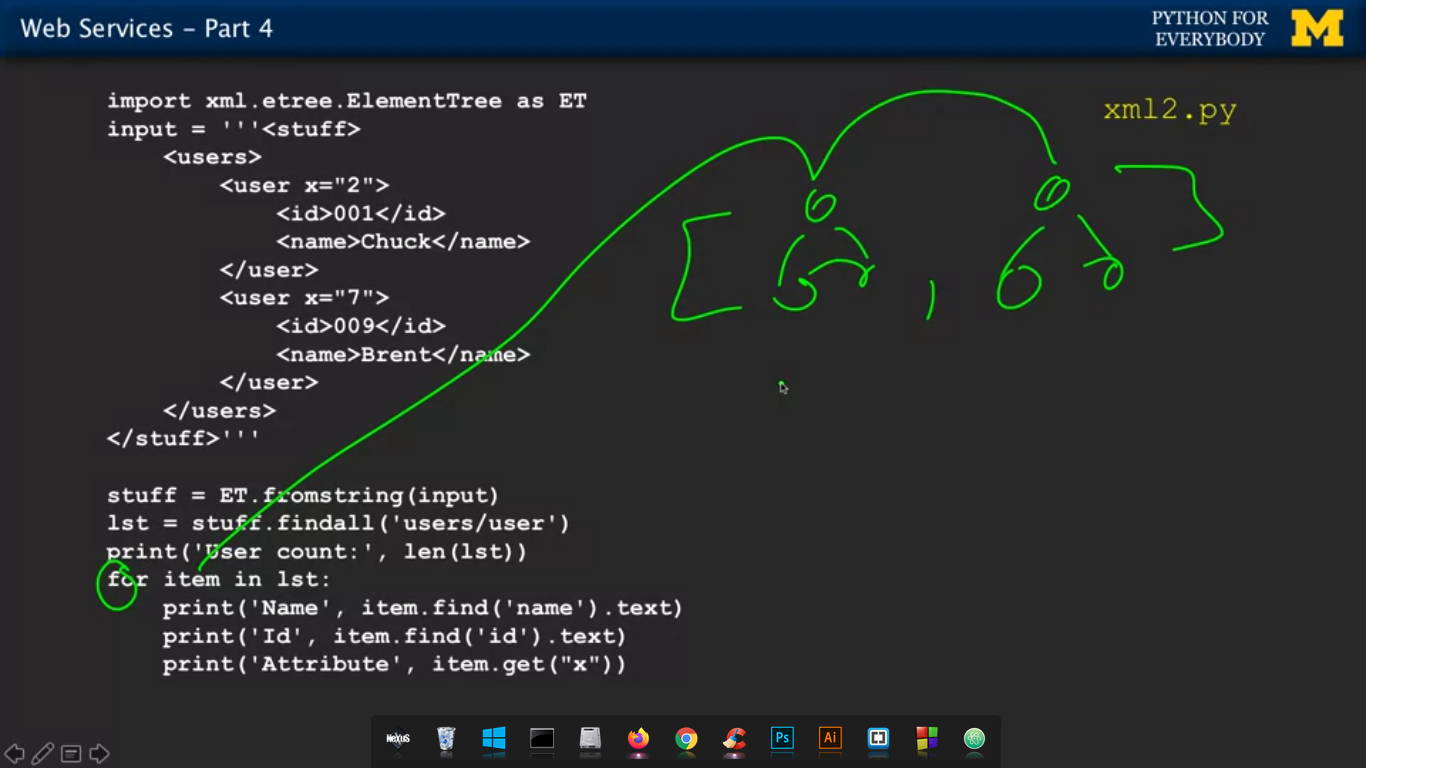 Web Services – Part 4
PYTHON FOR
EVERYBODY
M
xml2.py
import xml.etree.ElementTree as ET
input = '''<stuff>
    <users>
        <user x="2">
            <id>001</id>
            <name>Chuck</name>
        </user>
        <user x="7">
            <id>009</id>
            <name>Brent</name>
        </user>
    </users>
</stuff>'''
stuff = ET.fromstring(input)
lst = stuff.findall('users/user')
print('User count:', len(lst))
for item in lst:
    print('Name', item.find('name').text)
    print('Id', item.find('id').text)
    print('Attribute', item.get("x"))
NeXuS
Ps
Ai